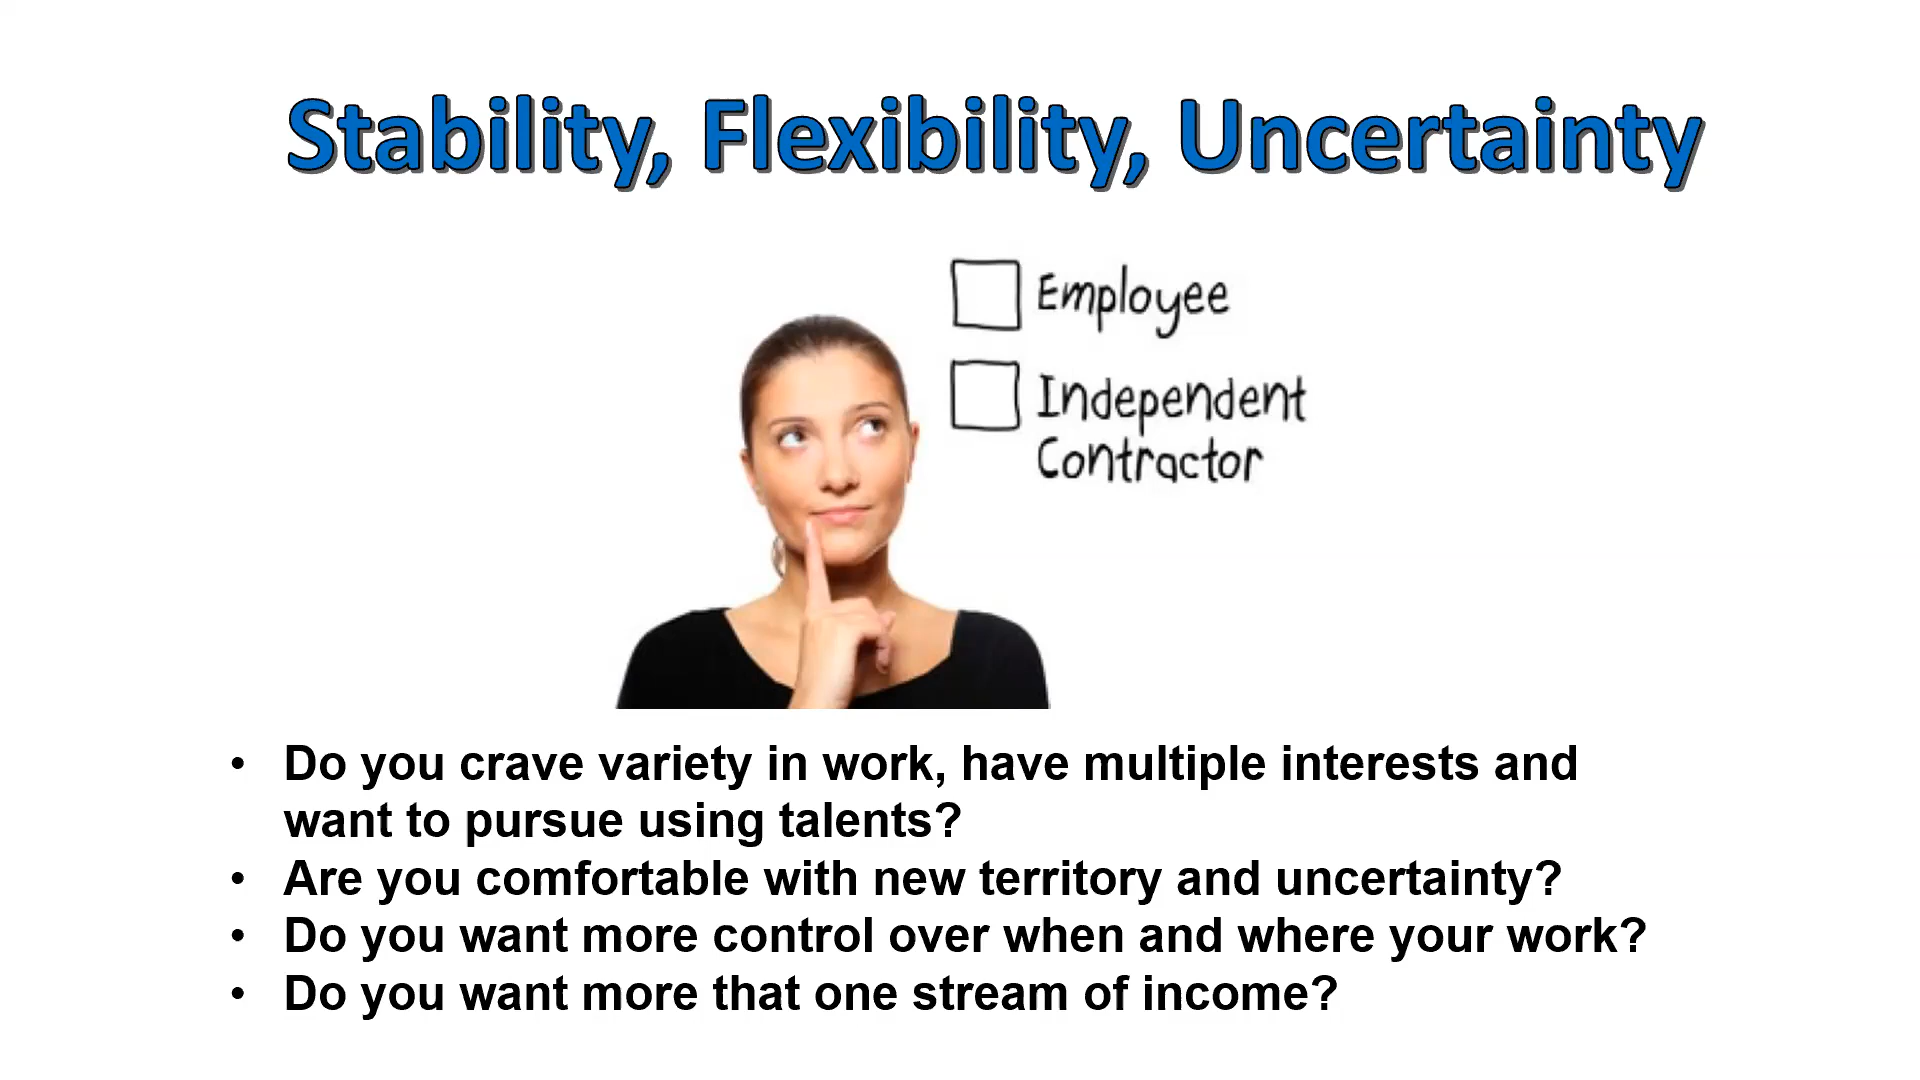 Stability, Flexibility, Uncertainty
Employee
Independent
Contractor
• Do you crave variety in work, have multiple interests and
want to pursue using talents?
• Are you comfortable with new territory and uncertainty?
• Do you want more control over when and where your work?
• Do you want more that one stream of income?